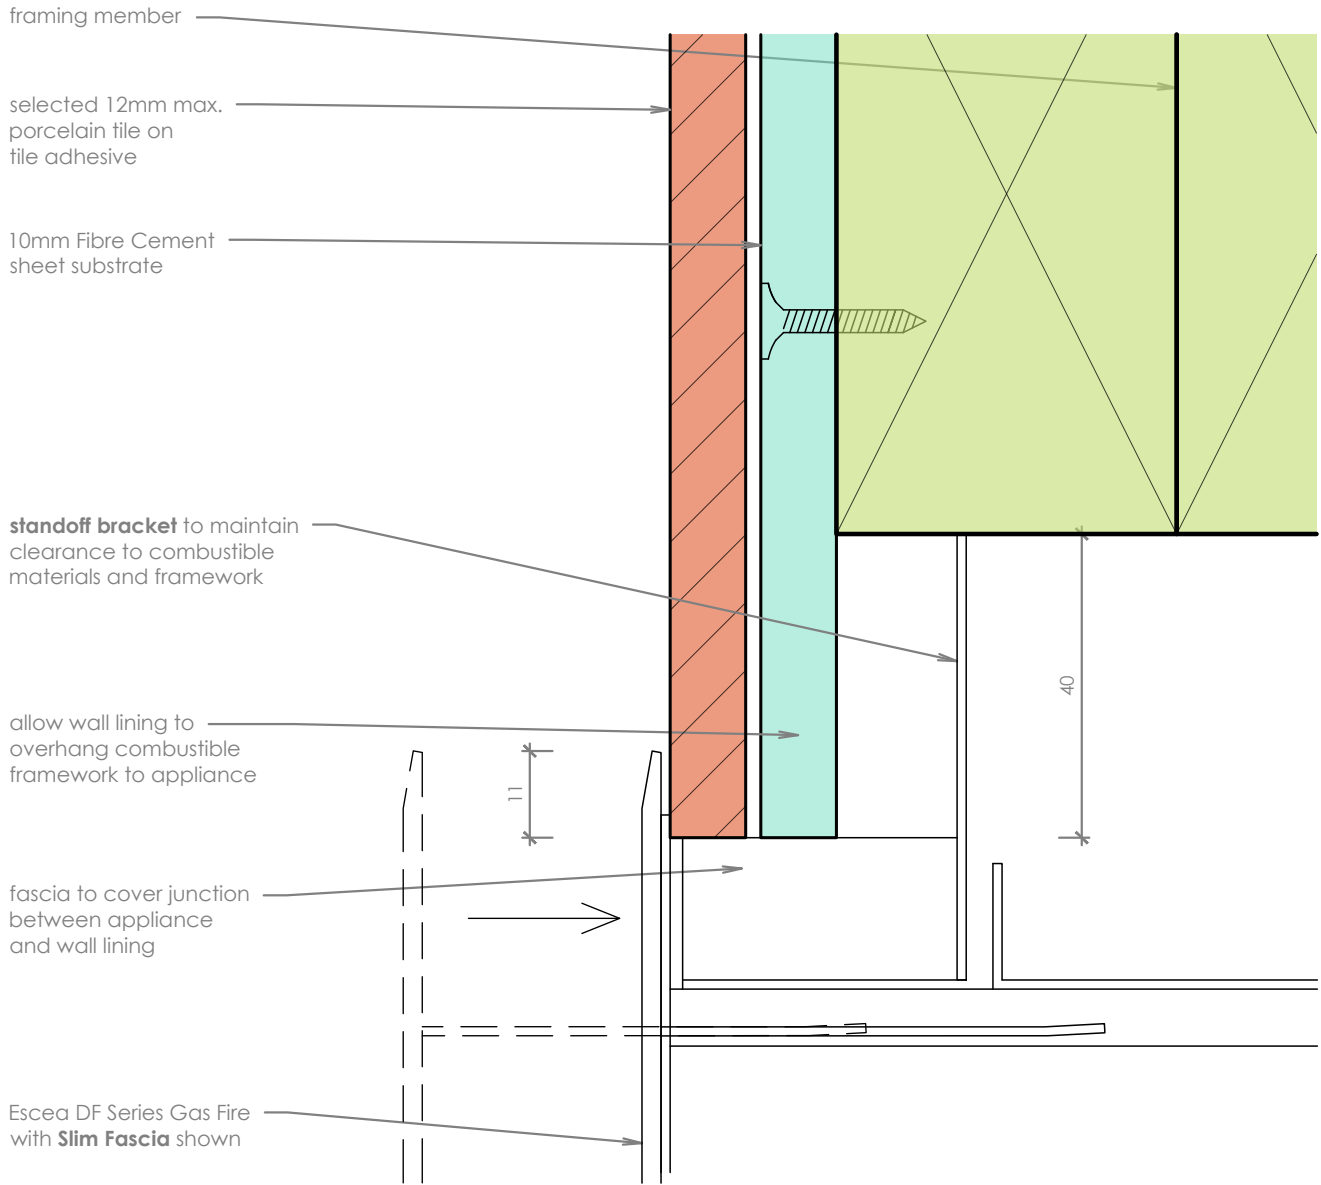 framing member
selected 12mm max.
porcelain tile on
tile adhesive
10mm Fibre Cement
sheet substrate
standoff bracket to maintain
clearance to combustible
materials and framework
40
allow wall lining to
overhang combustible
framework to appliance
11
fascia to cover junction
between appliance
and wall lining
Escea DF Series Gas Fire
with Slim Fascia shown